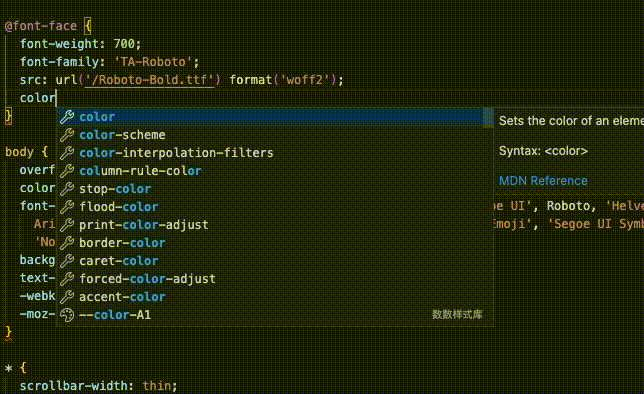 @font-face {
font-weight: 700;
font-family: 'TA-Roboto';
src: url('/Roboto-Bold.ttf') format('woff2');
color
}
color
color-scheme
color-interpolation-filters
column-rule-color
stop-color
flood-color
print-color-adjust
border-color
caret-color
forced-color-adjust
accent-color
--color-A1 数数样式库
Sets the color of an eleme
Syntax: <color>
MDN Reference
body {
overf
color
font- oe UI', Roboto, 'Helve
Ari Emoji', 'Segoe UI Symb
'No
backg
text-
-webk
-moz-
}
* {
scrollbar-width: thin;